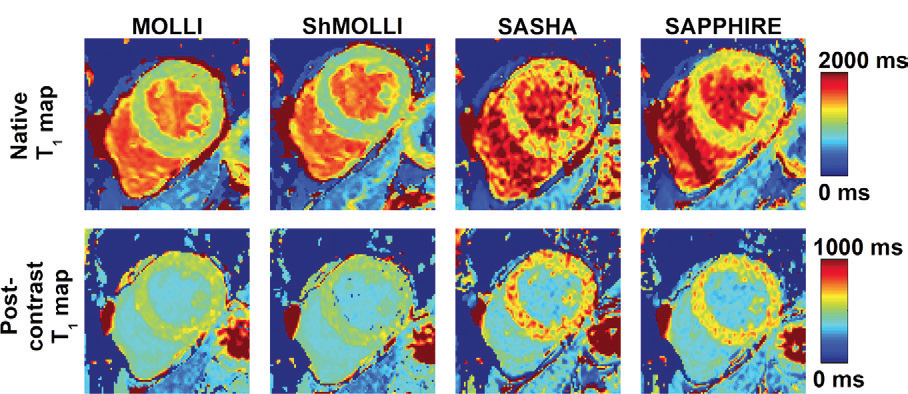 MOLLI ShMOLLI SASHA SAPPHIRE
Native
T1 map
2000 ms
0 ms
Post-
contrast
T1 map
1000 ms
0 ms